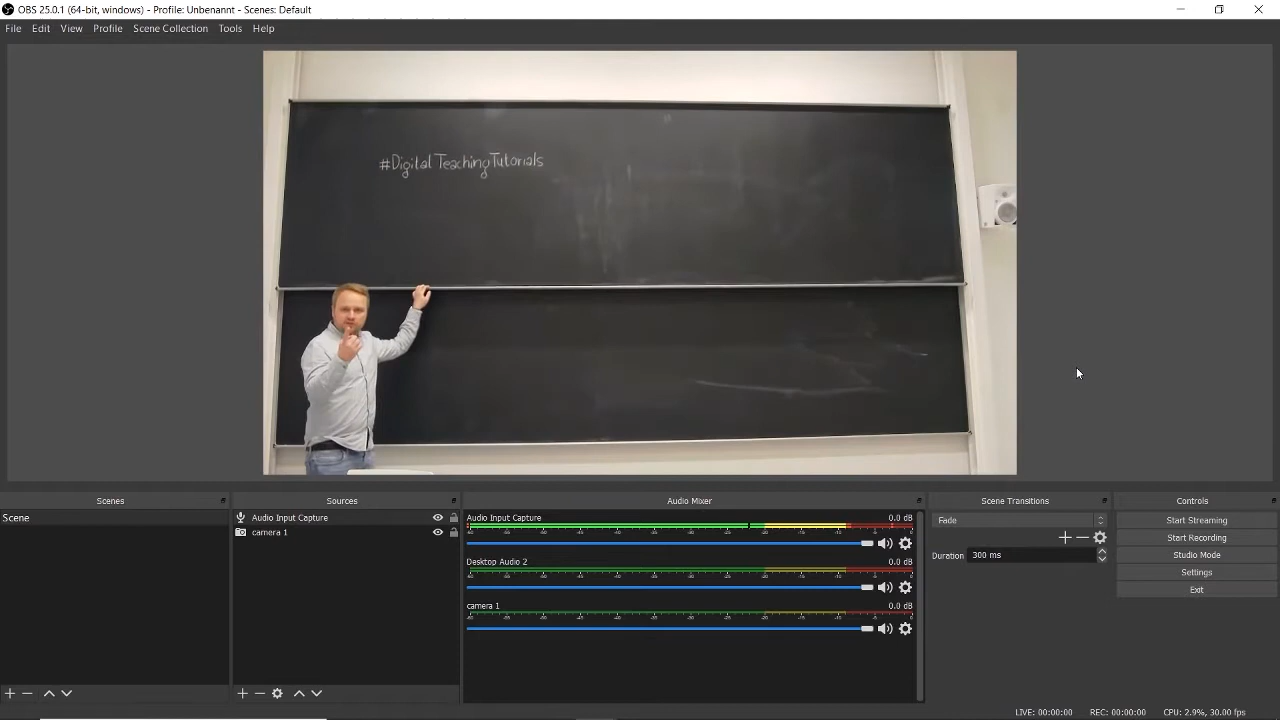 OBS 25.0.1 (64-bit, windows) - Profile: Unbenannt - Scenes: Default
File Edit View Profile Scene Collection Tools Help
#DigitalTeachingTutorials
Scenes
Scene
Sources
Audio Input Capture
camera 1
Audio Mixer
Audio Input Capture 0.0 dB
Desktop Audio 2 0.0 dB
camera 1 0.0 dB
Scene Transitions
Fade
Duration 300 ms
Controls
Start Streaming
Start Recording
Studio Mode
Settings
Exit
LIVE: 00:00:00 REC: 00:00:00 CPU: 2.9%, 30.00 fps